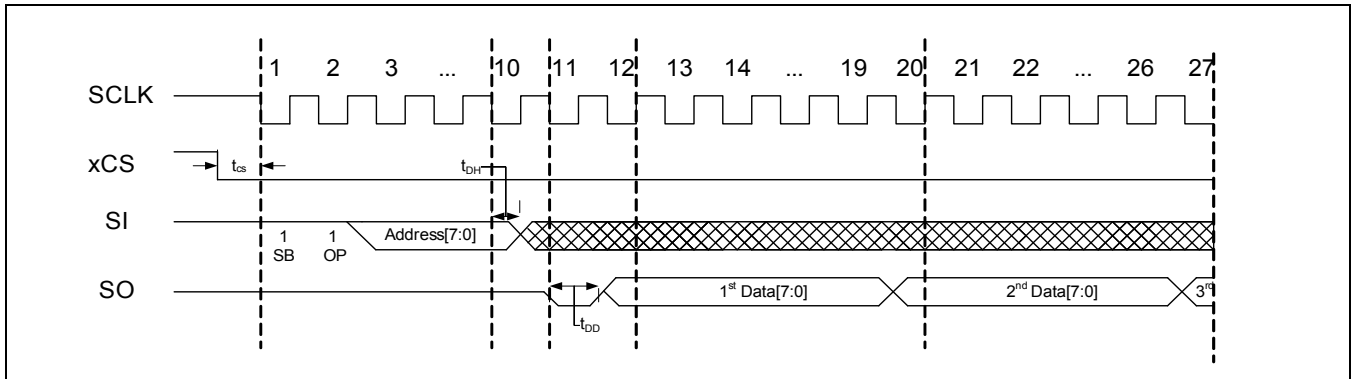 1 2 3 ... 10 11 12 13 14 ... 19 20 21 22 ... 26 27
SCLK
xCS
tcs
tDH
SI
1 1 Address[7:0]
SB OP
SO
1st Data[7:0] 2nd Data[7:0] 3rd
tDD